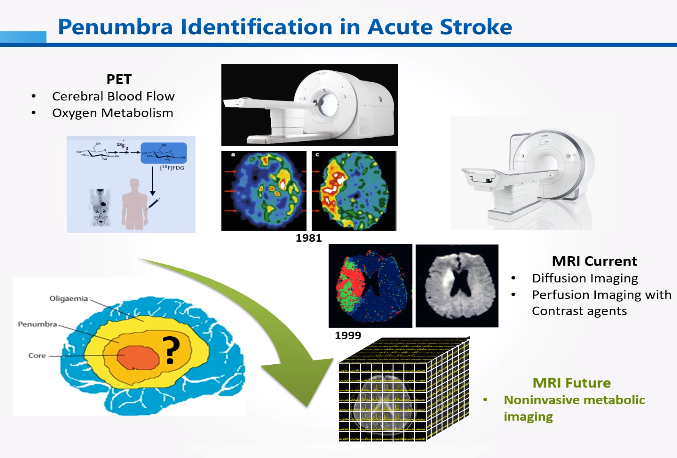 Penumbra Identification in Acute Stroke
PET
• Cerebral Blood Flow
• Oxygen Metabolism
[¹⁸F]FDG
a
c
1981
MRI Current
• Diffusion Imaging
• Perfusion Imaging with
Contrast agents
1999
Oligaemia
Penumbra
Core
?
MRI Future
• Noninvasive metabolic
imaging